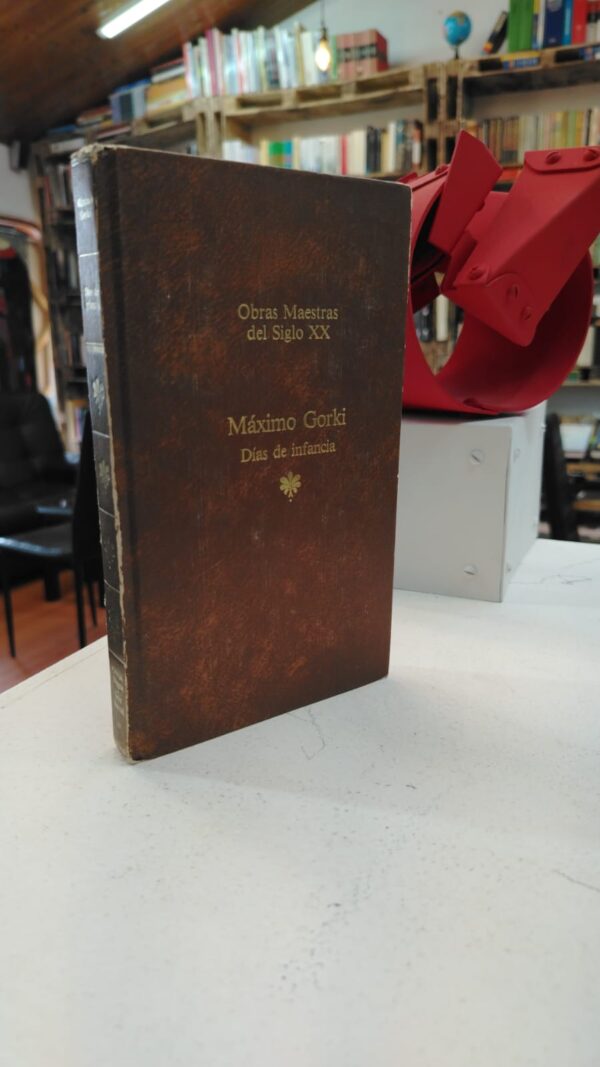 Obras Maestras
del Siglo XX
Máximo Gorki
Días de infancia